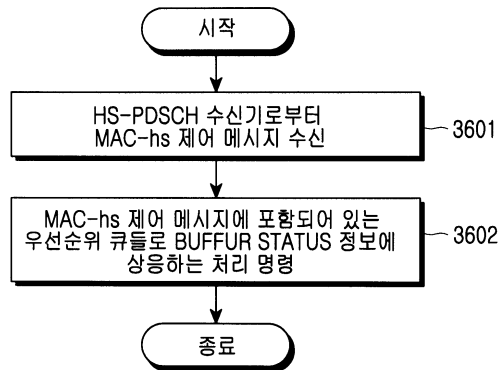 시작
HS-PDSCH 수신기로부터
MAC-hs 제어 메시지 수신
3601
MAC-hs 제어 메시지에 포함되어 있는
우선순위 큐들로 BUFFUR STATUS 정보에
상응하는 처리 명령
3602
종료